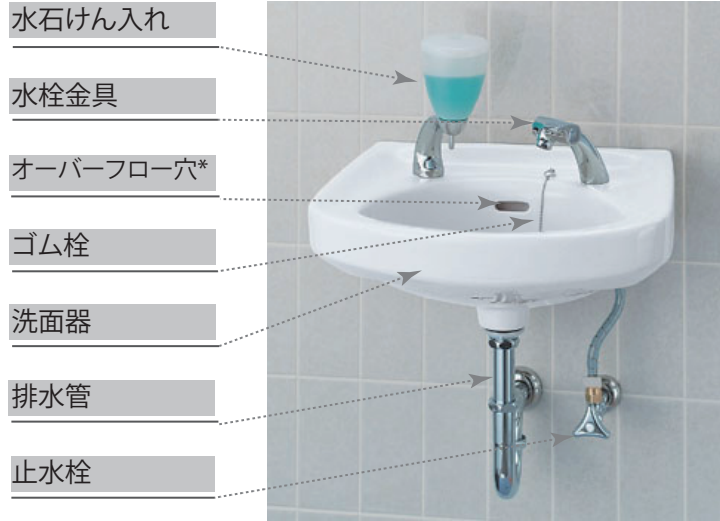 水石けん入れ
水栓金具
オーバーフロー穴*
ゴム栓
洗面器
排水管
止水栓